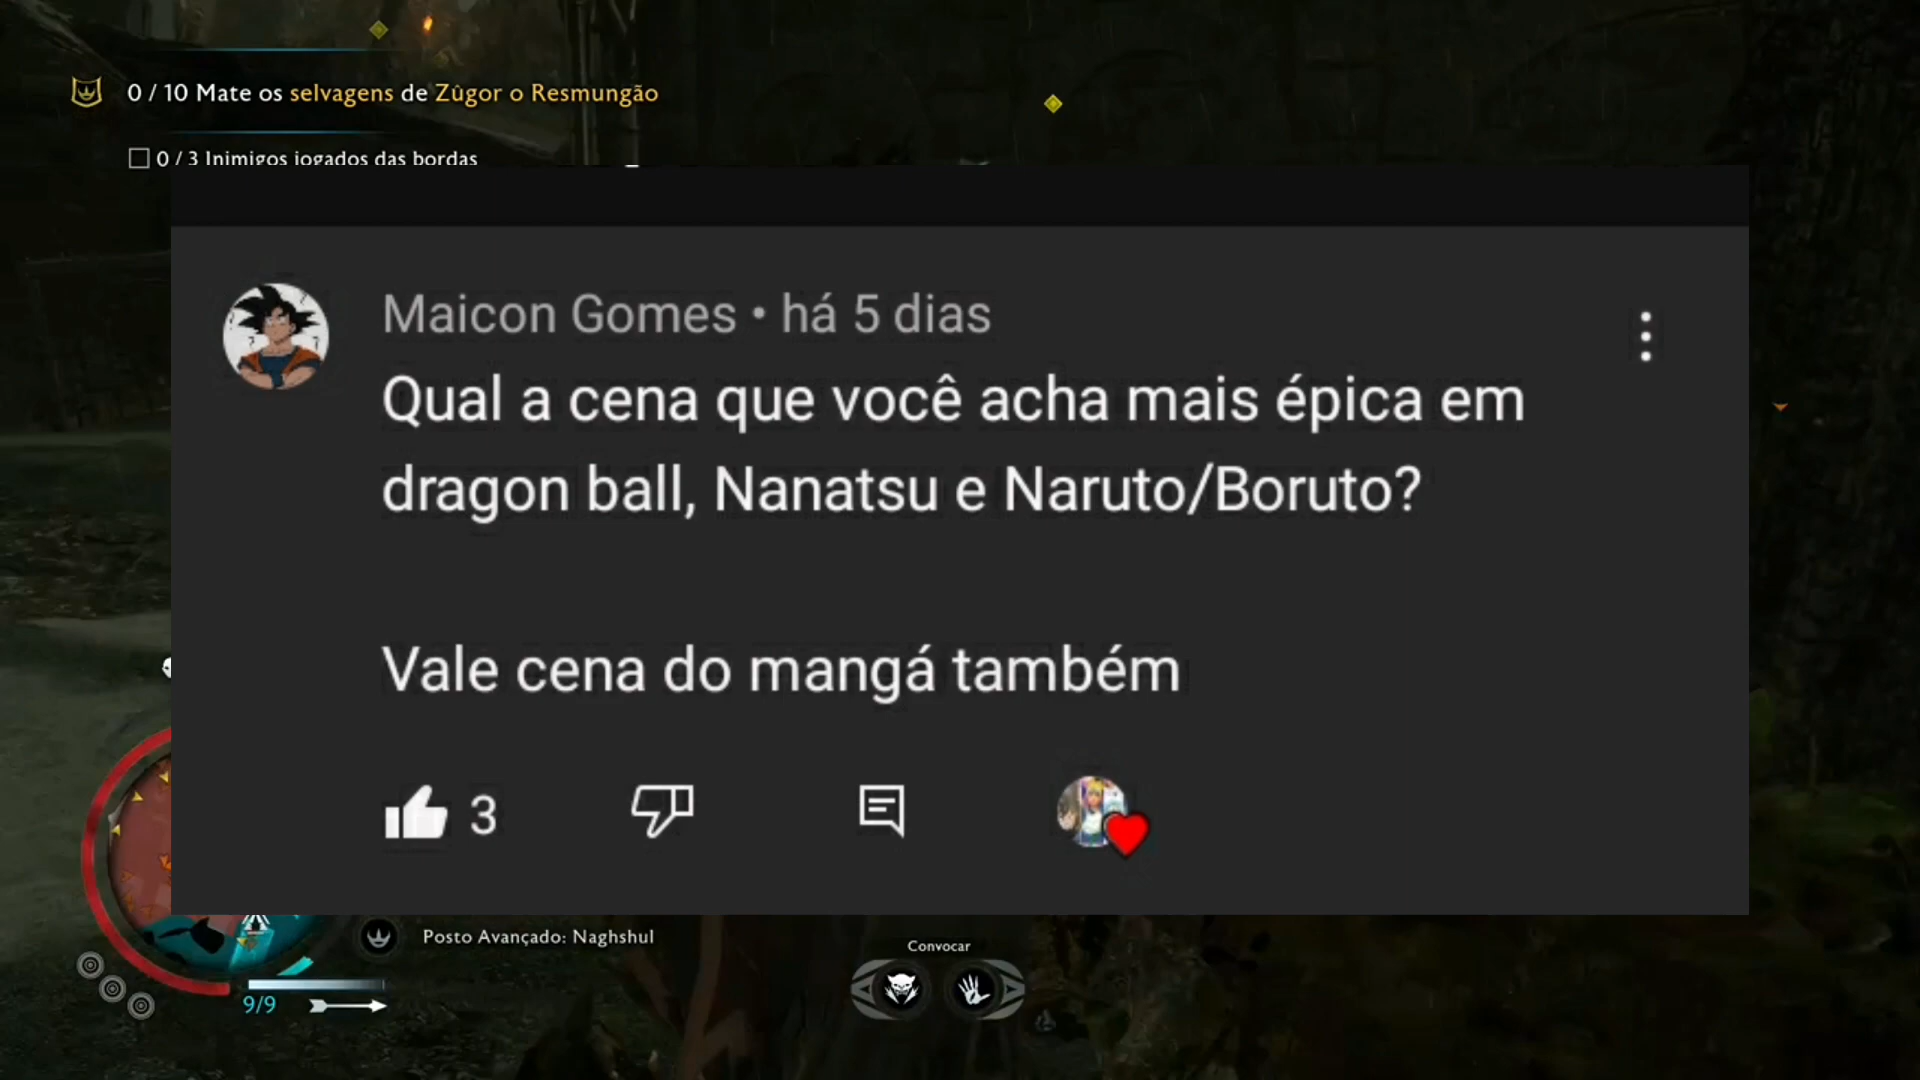 0 / 10 Mate os selvagens de Zûgor o Resmungão
0 / 3 Inimigos jogados das bordas
Maicon Gomes • há 5 dias
Qual a cena que você acha mais épica em
dragon ball, Nanatsu e Naruto/Boruto?
Vale cena do mangá também
3
Posto Avançado: Naghshul
Convocar
9/9